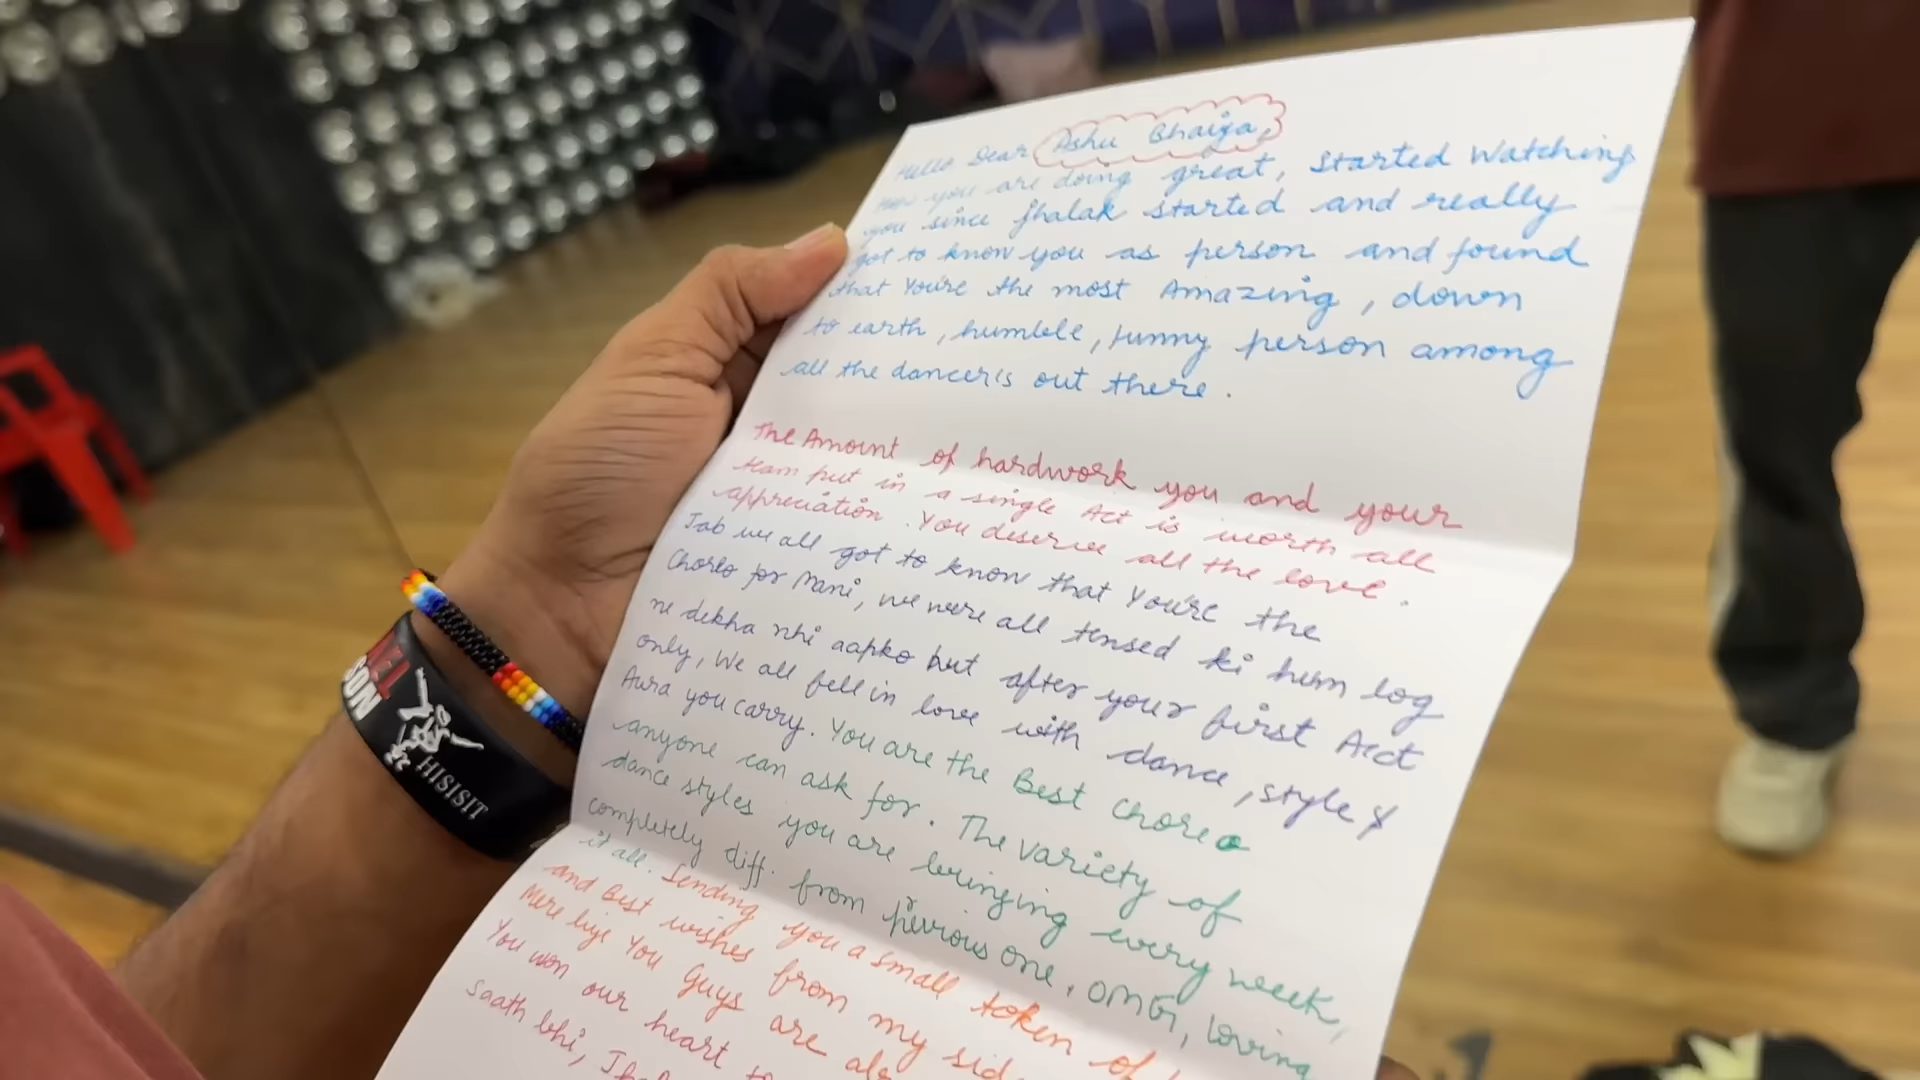 Hello Dear Ashu Bhaiya,
Hope you are doing great, started Watching
you since Jhalak started and really
got to know you as person and found
that You're the most Amazing, down
to earth, humble, funny person among
all the dancer's out there.
The Amount of hardwork you and your
team put in a single Act is worth all
appreciation. You deserve all the love.
Jab we all got to know that You're the
Choreo for Mani, we were all tensed ki hum log
ne dekha nhi aapko but after your first Acct
only, We all fell in love with dance, style &
Aura you carry. You are the Best Choreo
anyone can ask for. The Variety of
dance styles you are bringing every week,
completely diff. from pevious one, OMG, loving
it all. Sending you a small token of
and Best wishes from my sid
Mere liye You Guys are al
You won our heart
saath bhi,
HISISIT